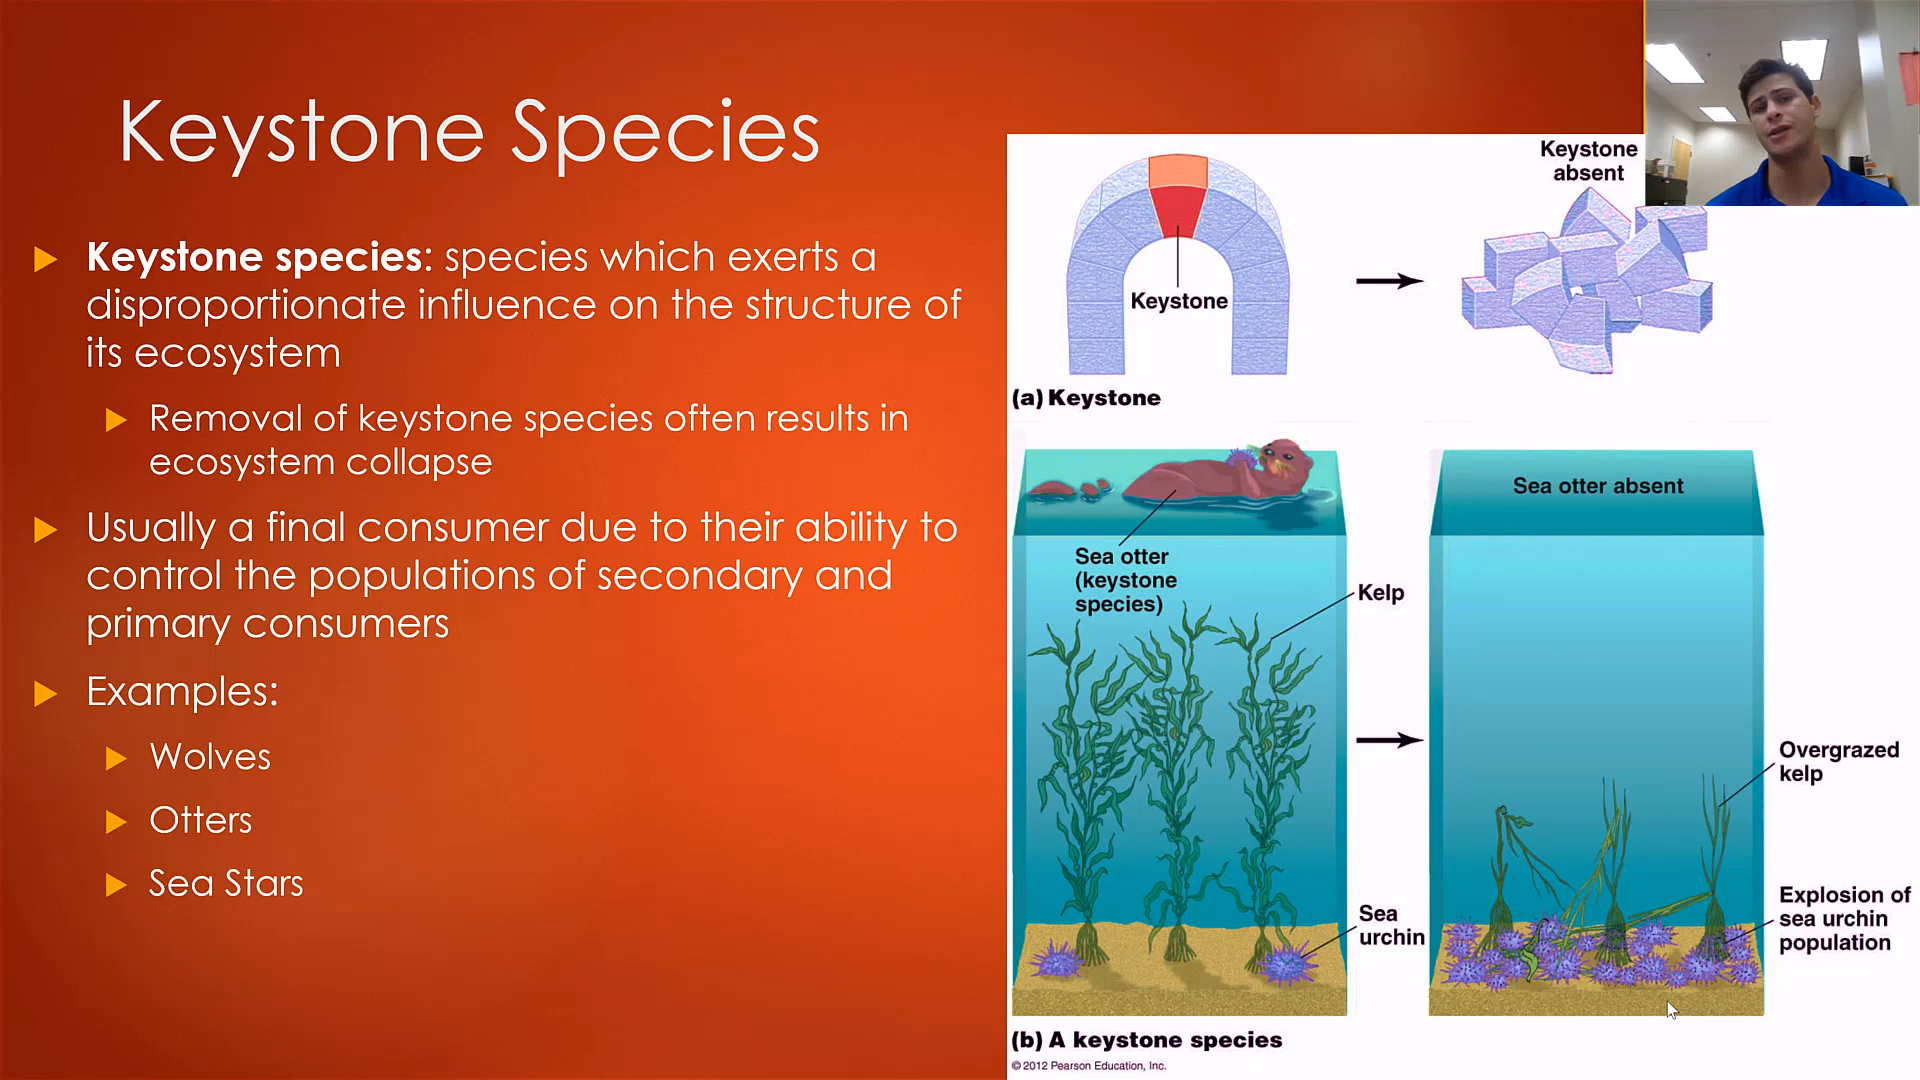 Keystone Species
Keystone species: species which exerts a
disproportionate influence on the structure of
its ecosystem
Removal of keystone species often results in
ecosystem collapse
Usually a final consumer due to their ability to
control the populations of secondary and
primary consumers
Examples:
Wolves
Otters
Sea Stars
Keystone
Keystone
absent
(a) Keystone
Sea otter
(keystone
species)
Kelp
Sea
urchin
Sea otter absent
Overgrazed
kelp
Explosion of
sea urchin
population
(b) A keystone species
© 2012 Pearson Education, Inc.